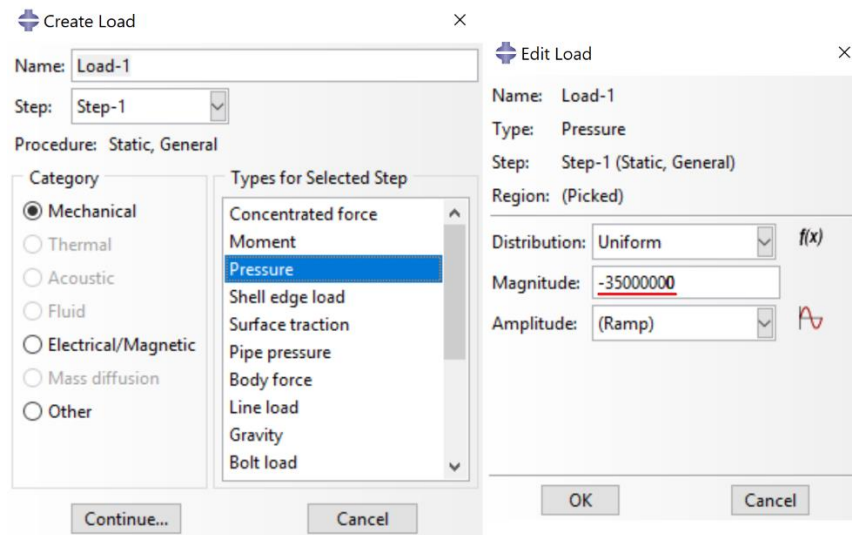 Create Load
Name: Load-1
Step: Step-1
Procedure: Static, General
Category
Mechanical
Thermal
Acoustic
Fluid
Electrical/Magnetic
Mass diffusion
Other
Types for Selected Step
Concentrated force
Moment
Pressure
Shell edge load
Surface traction
Pipe pressure
Body force
Line load
Gravity
Bolt load
Continue...
Cancel
Edit Load
Name: Load-1
Type: Pressure
Step: Step-1 (Static, General)
Region: (Picked)
Distribution: Uniform f(x)
Magnitude: -35000000
Amplitude: (Ramp)
OK
Cancel